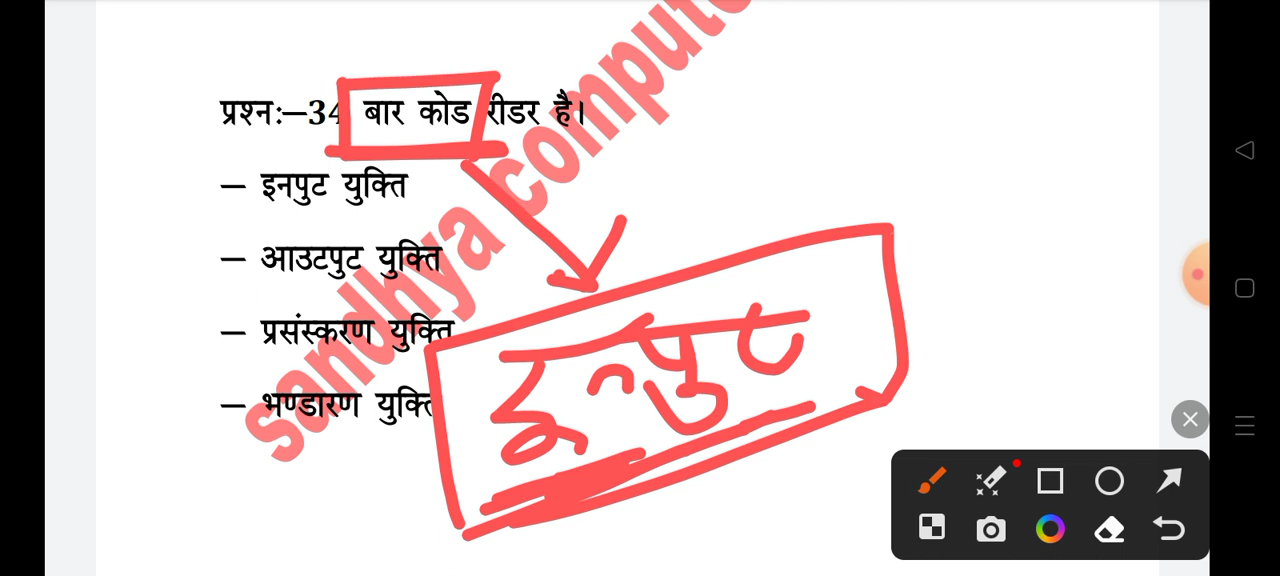 प्रश्नः–34 बार कोड रीडर है।
– इनपुट युक्ति
– आउटपुट युक्ति
– प्रसंस्करण युक्ति
– भण्डारण युक्ति
इनपुट
sandhya compute